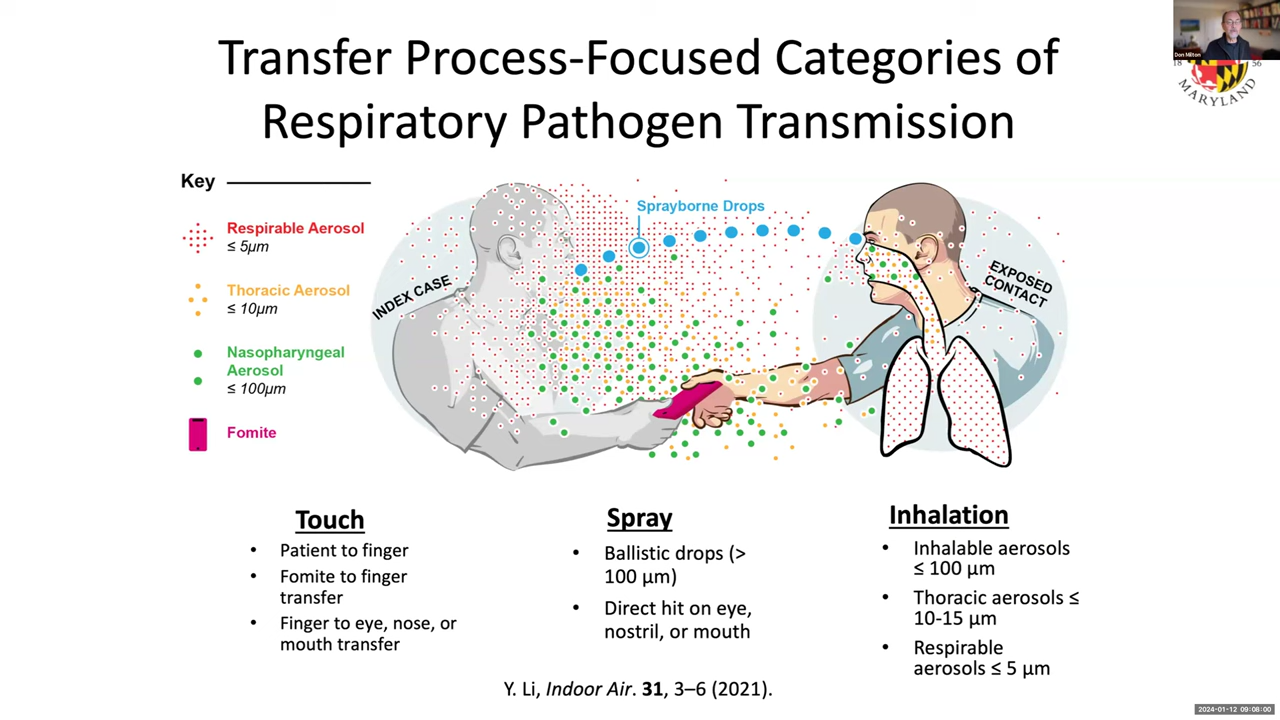 Transfer Process-Focused Categories of
Respiratory Pathogen Transmission
Don Milton
18 56
MARYLAND
Key
Respirable Aerosol
≤ 5µm
Thoracic Aerosol
≤ 10µm
Nasopharyngeal
Aerosol
≤ 100µm
Fomite
INDEX CASE
Sprayborne Drops
EXPOSED
CONTACT
Touch
• Patient to finger
• Fomite to finger
transfer
• Finger to eye, nose, or
mouth transfer
Spray
• Ballistic drops (>
100 µm)
• Direct hit on eye,
nostril, or mouth
Inhalation
• Inhalable aerosols
≤ 100 µm
• Thoracic aerosols ≤
10-15 µm
• Respirable
aerosols ≤ 5 µm
Y. Li, Indoor Air. 31, 3–6 (2021).
2024-01-12 09:08:00